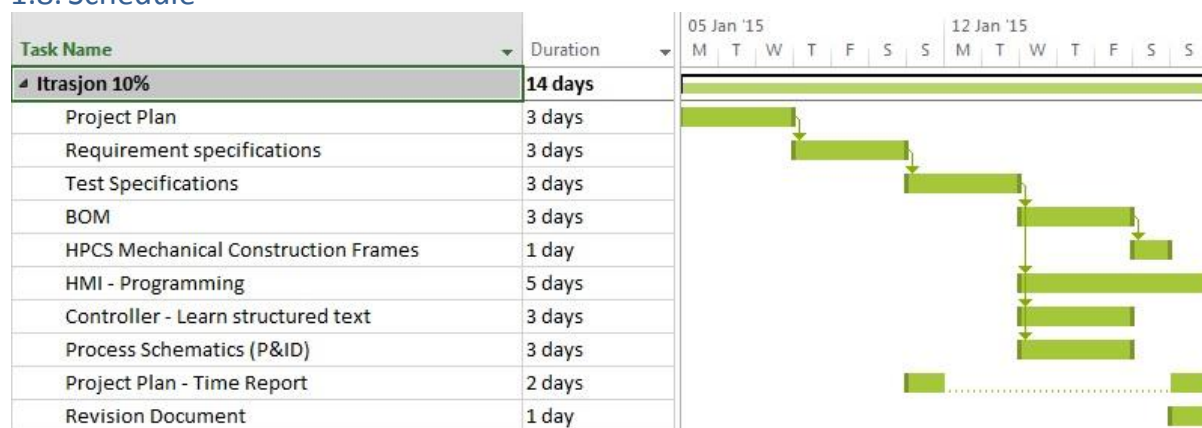 1.8. Schedule
05 Jan '15 12 Jan '15
Task Name Duration M T W T F S S M T W T F S S
Itrasjon 10% 14 days
Project Plan 3 days
Requirement specifications 3 days
Test Specifications 3 days
BOM 3 days
HPCS Mechanical Construction Frames 1 day
HMI - Programming 5 days
Controller - Learn structured text 3 days
Process Schematics (P&ID) 3 days
Project Plan - Time Report 2 days
Revision Document 1 day